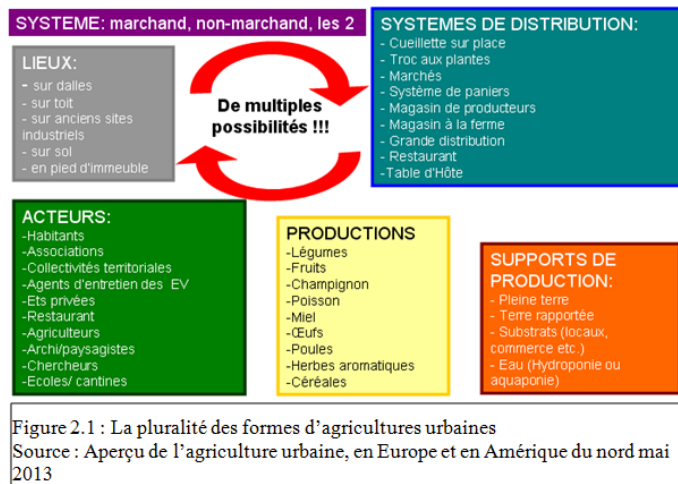 SYSTEME: marchand, non-marchand, les 2
LIEUX:
- sur dalles
- sur toit
- sur anciens sites
industriels
- sur sol
- en pied d'immeuble
De multiples
possibilités !!!
SYSTEMES DE DISTRIBUTION:
- Cueillette sur place
- Troc aux plantes
- Marchés
- Système de paniers
- Magasin de producteurs
- Magasin à la ferme
- Grande distribution
- Restaurant
-Table d'Hôte
ACTEURS:
-Habitants
-Associations
-Collectivités territoriales
-Agents d'entretien des EV
-Ets privées
-Restaurant
-Agriculteurs
-Archi/paysagistes
-Chercheurs
-Ecoles/ cantines
PRODUCTIONS
-Légumes
-Fruits
-Champignon
-Poisson
-Miel
-Œufs
-Poules
-Herbes aromatiques
-Céréales
SUPPORTS DE
PRODUCTION:
- Pleine terre
- Terre rapportée
- Substrats (locaux,
commerce etc.)
- Eau (Hydroponie ou
aquaponie)
Figure 2.1 : La pluralité des formes d'agricultures urbaines
Source : Aperçu de l'agriculture urbaine, en Europe et en Amérique du nord mai
2013